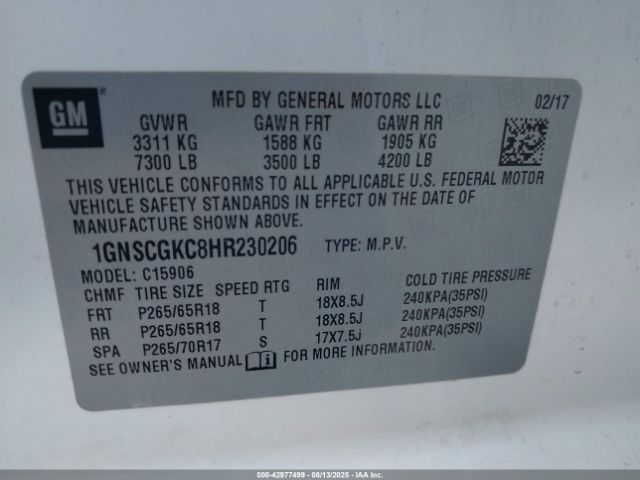 GM
MFD BY GENERAL MOTORS LLC 02/17
GVWR GAWR FRT GAWR RR
3311 KG 1588 KG 1905 KG
7300 LB 3500 LB 4200 LB
THIS VEHICLE CONFORMS TO ALL APPLICABLE U.S. FEDERAL MOTOR
VEHICLE SAFETY STANDARDS IN EFFECT ON THE DATE OF
MANUFACTURE SHOWN ABOVE.
1GNSCGKC8HR230206 TYPE: M.P.V.
MODEL: C15906
CHMF TIRE SIZE SPEED RTG RIM COLD TIRE PRESSURE
FRT P265/65R18 T 18X8.5J 240KPA(35PSI)
RR P265/65R18 T 18X8.5J 240KPA(35PSI)
SPA P265/70R17 S 17X7.5J 240KPA(35PSI)
SEE OWNER'S MANUAL FOR MORE INFORMATION.
000-42977499 - 08/13/2025 - IAA, Inc.